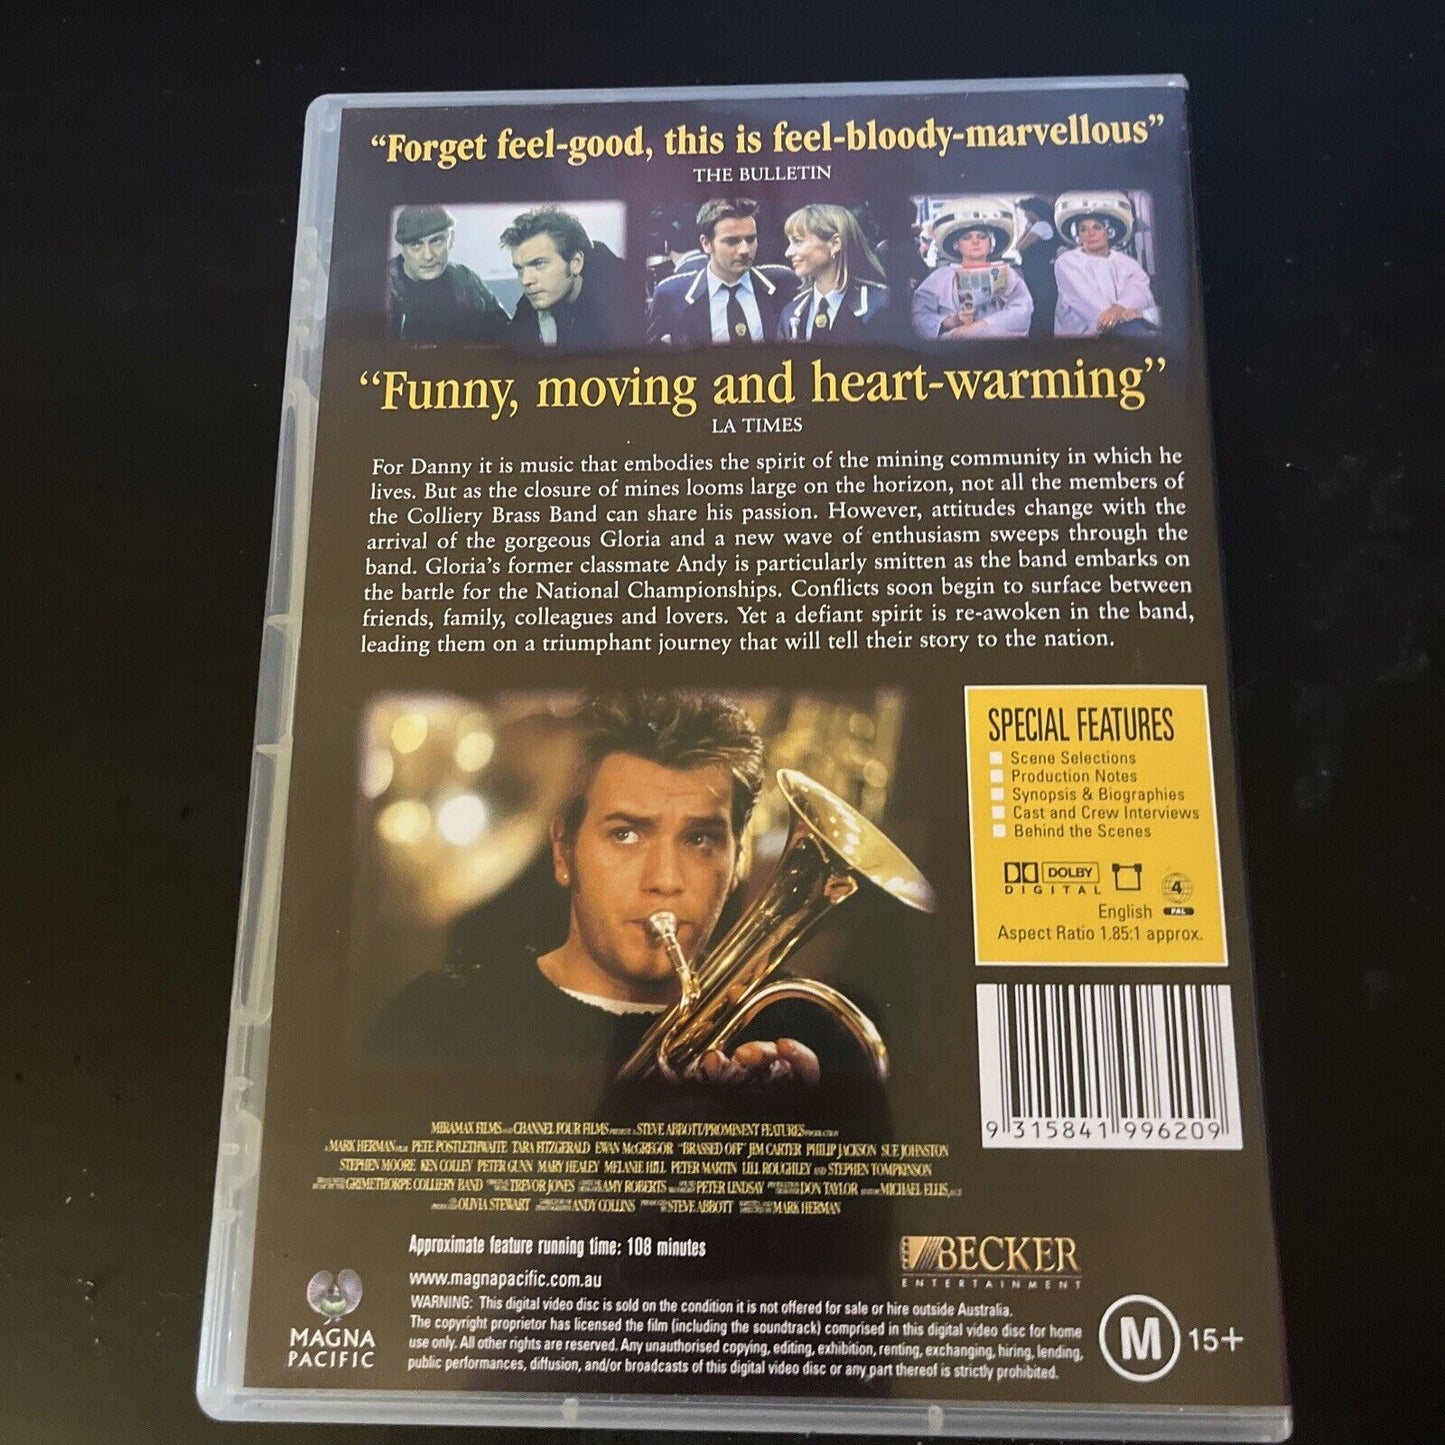 “Forget feel-good, this is feel-bloody-marvellous”
THE BULLETIN
“Funny, moving and heart-warming”
LA TIMES
For Danny it is music that embodies the spirit of the mining community in which he
lives. But as the closure of mines looms large on the horizon, not all the members of
the Colliery Brass Band can share his passion. However, attitudes change with the
arrival of the gorgeous Gloria and a new wave of enthusiasm sweeps through the
band. Gloria's former classmate Andy is particularly smitten as the band embarks on
the battle for the National Championships. Conflicts soon begin to surface between
friends, family, colleagues and lovers. Yet a defiant spirit is re-awoken in the band,
leading them on a triumphant journey that will tell their story to the nation.
SPECIAL FEATURES
Scene Selections
Production Notes
Synopsis & Biographies
Cast and Crew Interviews
Behind the Scenes
DOLBY
DIGITAL
4
English PAL
Aspect Ratio 1.85:1 approx.
9 315841 996209
MIRAMAX FILMS CHANNEL FOUR FILMS STEVE ABBOTT/PROMINENT FEATURES
A MARK HERMAN PETE POSTLETHWAITE TARA FITZGERALD EWAN McGREGOR "BRASSED OFF" JIM CARTER PHILIP JACKSON SUE JOHNSTON
STEPHEN MOORE KEN COLLEY PETER GUNN MARY HEALEY MELANIE HILL PETER MARTIN LILL ROUGHLEY AND STEPHEN TOMPKINSON
GRIMETHORPE COLLIERY BAND TREVOR JONES AMY ROBERTS PETER LINDSAY DON TAYLOR MICHAEL ELLIS
OLIVIA STEWART ANDY COLLINS STEVE ABBOTT MARK HERMAN
Approximate feature running time: 108 minutes
www.magnapacific.com.au
BECKER
ENTERTAINMENT
MAGNA
PACIFIC
WARNING: This digital video disc is sold on the condition it is not offered for sale or hire outside Australia.
The copyright proprietor has licensed the film (including the soundtrack) comprised in this digital video disc for home
use only. All other rights are reserved. Any unauthorised copying, editing, exhibition, renting, exchanging, hiring, lending,
public performances, diffusion, and/or broadcasts of this digital video disc or any part thereof is strictly prohibited.
M 15+